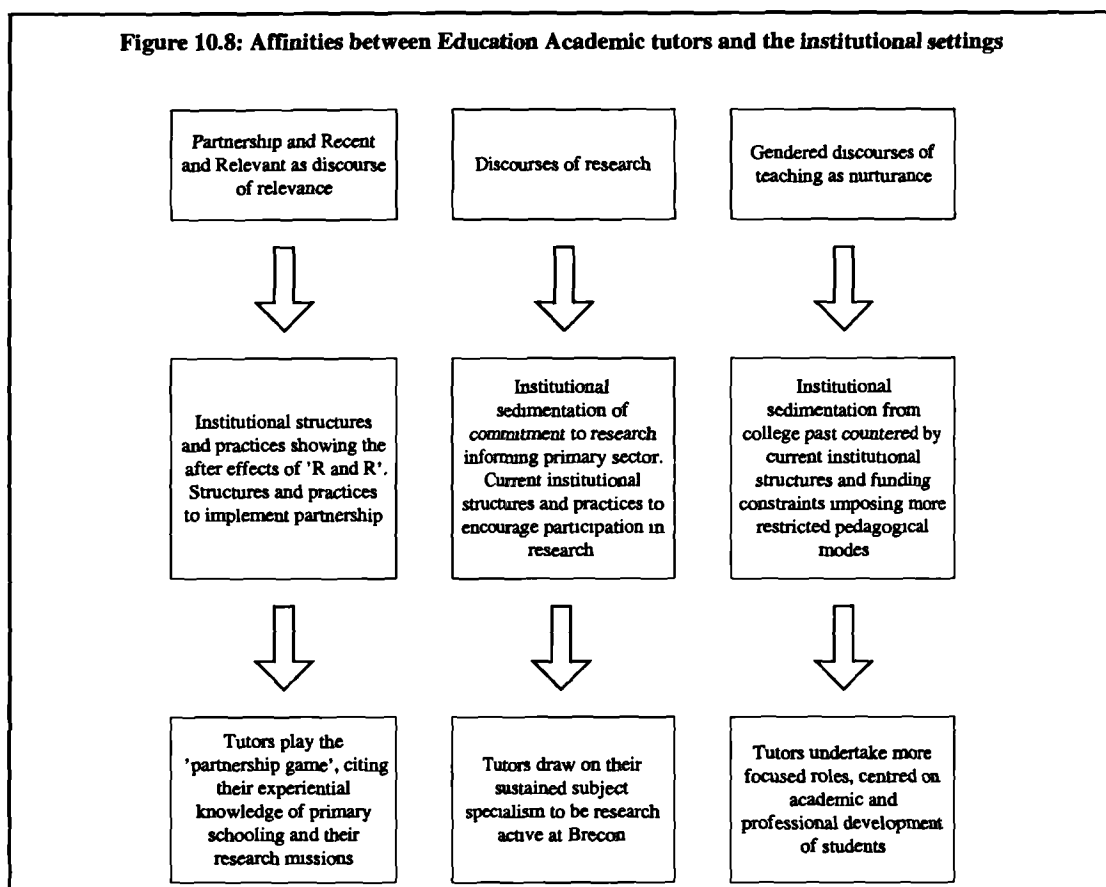 Figure 10.8: Affinities between Education Academic tutors and the institutional settings
Partnership and Recent
and Relevant as discourse
of relevance
Discourses of research
Gendered discourses of
teaching as nurturance
Institutional structures
and practices showing the
after effects of 'R and R'.
Structures and practices
to implement partnership
Institutional
sedimentation of
commitment to research
informing primary sector.
Current institutional
structures and practices to
encourage participation in
research
Institutional
sedimentation from
college past countered by
current institutional
structures and funding
constraints imposing more
restricted pedagogical
modes
Tutors play the
'partnership game', citing
their experiential
knowledge of primary
schooling and their
research missions
Tutors draw on their
sustained subject
specialism to be research
active at Brecon
Tutors undertake more
focused roles, centred on
academic and
professional development
of students